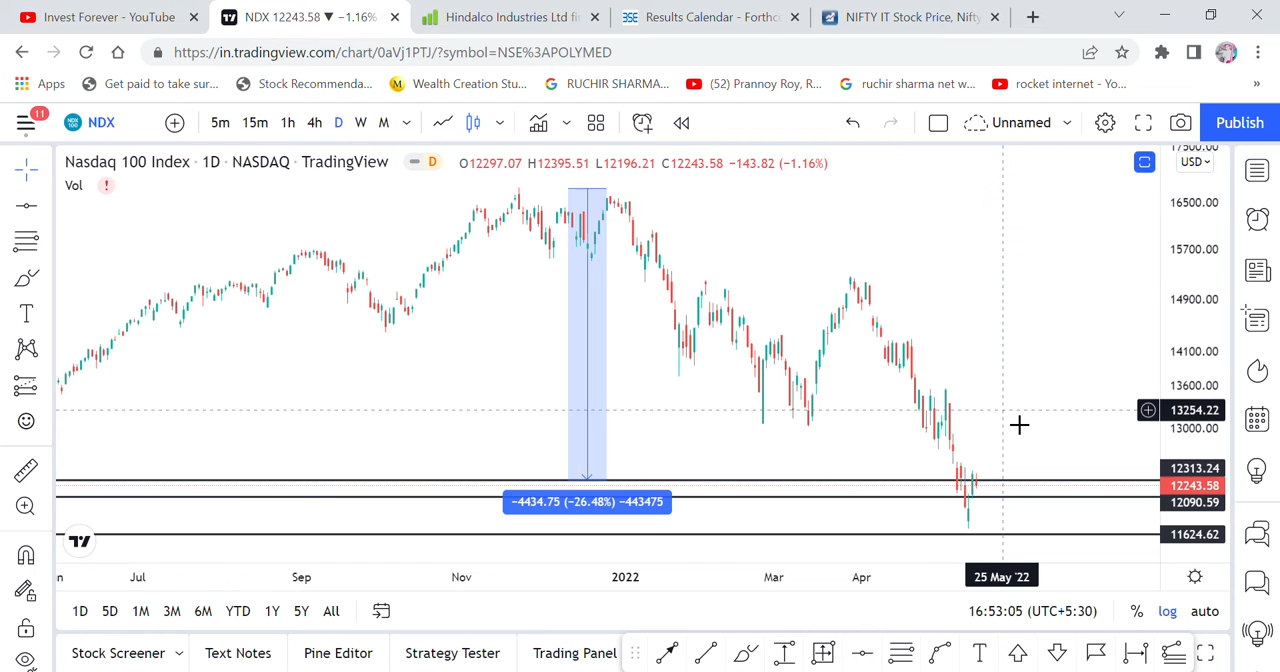 Invest Forever - YouTube
NDX 12243.58 ▼ −1.16%
Hindalco Industries Ltd fi
BSE Results Calendar - Forthc
NIFTY IT Stock Price, Nifty
https://in.tradingview.com/chart/0aVj1PTJ/?symbol=NSE%3APOLYMED
Apps
Get paid to take sur...
Stock Recommenda...
M Wealth Creation Stu...
G RUCHIR SHARMA...
(52) Prannoy Roy, R...
G ruchir sharma net w...
rocket internet - Yo...
»
11
NDX 5m 15m 1h 4h D W M Unnamed Publish
Nasdaq 100 Index · 1D · NASDAQ · TradingView D O12297.07 H12395.51 L12196.21 C12243.58 −143.82 (−1.16%)
Vol !
USD
17500.00
16500.00
15700.00
14900.00
14100.00
13600.00
13254.22
13000.00
12313.24
12243.58
12090.59
11624.62
−4434.75 (−26.48%) −443475
Jul Sep Nov 2022 Mar Apr 25 May '22
1D 5D 1M 3M 6M YTD 1Y 5Y All 16:53:05 (UTC+5:30) % log auto
Stock Screener Text Notes Pine Editor Strategy Tester Trading Panel